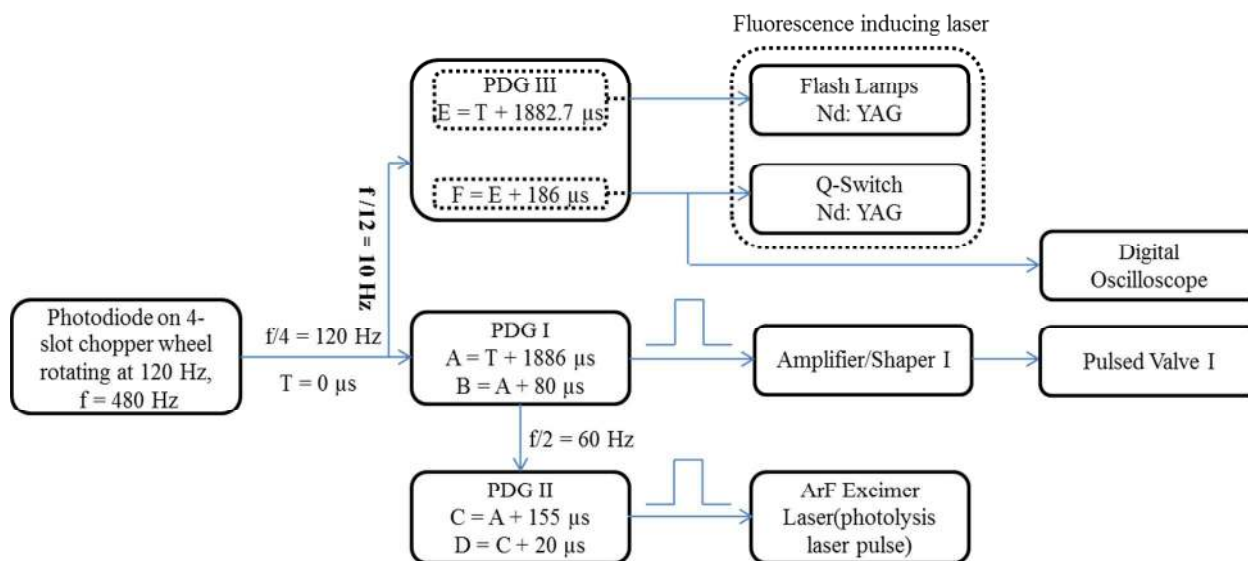 Fluorescence inducing laser
PDG III
E = T + 1882.7 µs
F = E + 186 µs
Flash Lamps
Nd: YAG
Q-Switch
Nd: YAG
Digital
Oscilloscope
f /12 = 10 Hz
Photodiode on 4-
slot chopper wheel
rotating at 120 Hz,
f = 480 Hz
f/4 = 120 Hz
T = 0 µs
PDG I
A = T + 1886 µs
B = A + 80 µs
Amplifier/Shaper I
Pulsed Valve I
f/2 = 60 Hz
PDG II
C = A + 155 µs
D = C + 20 µs
ArF Excimer
Laser(photolysis
laser pulse)